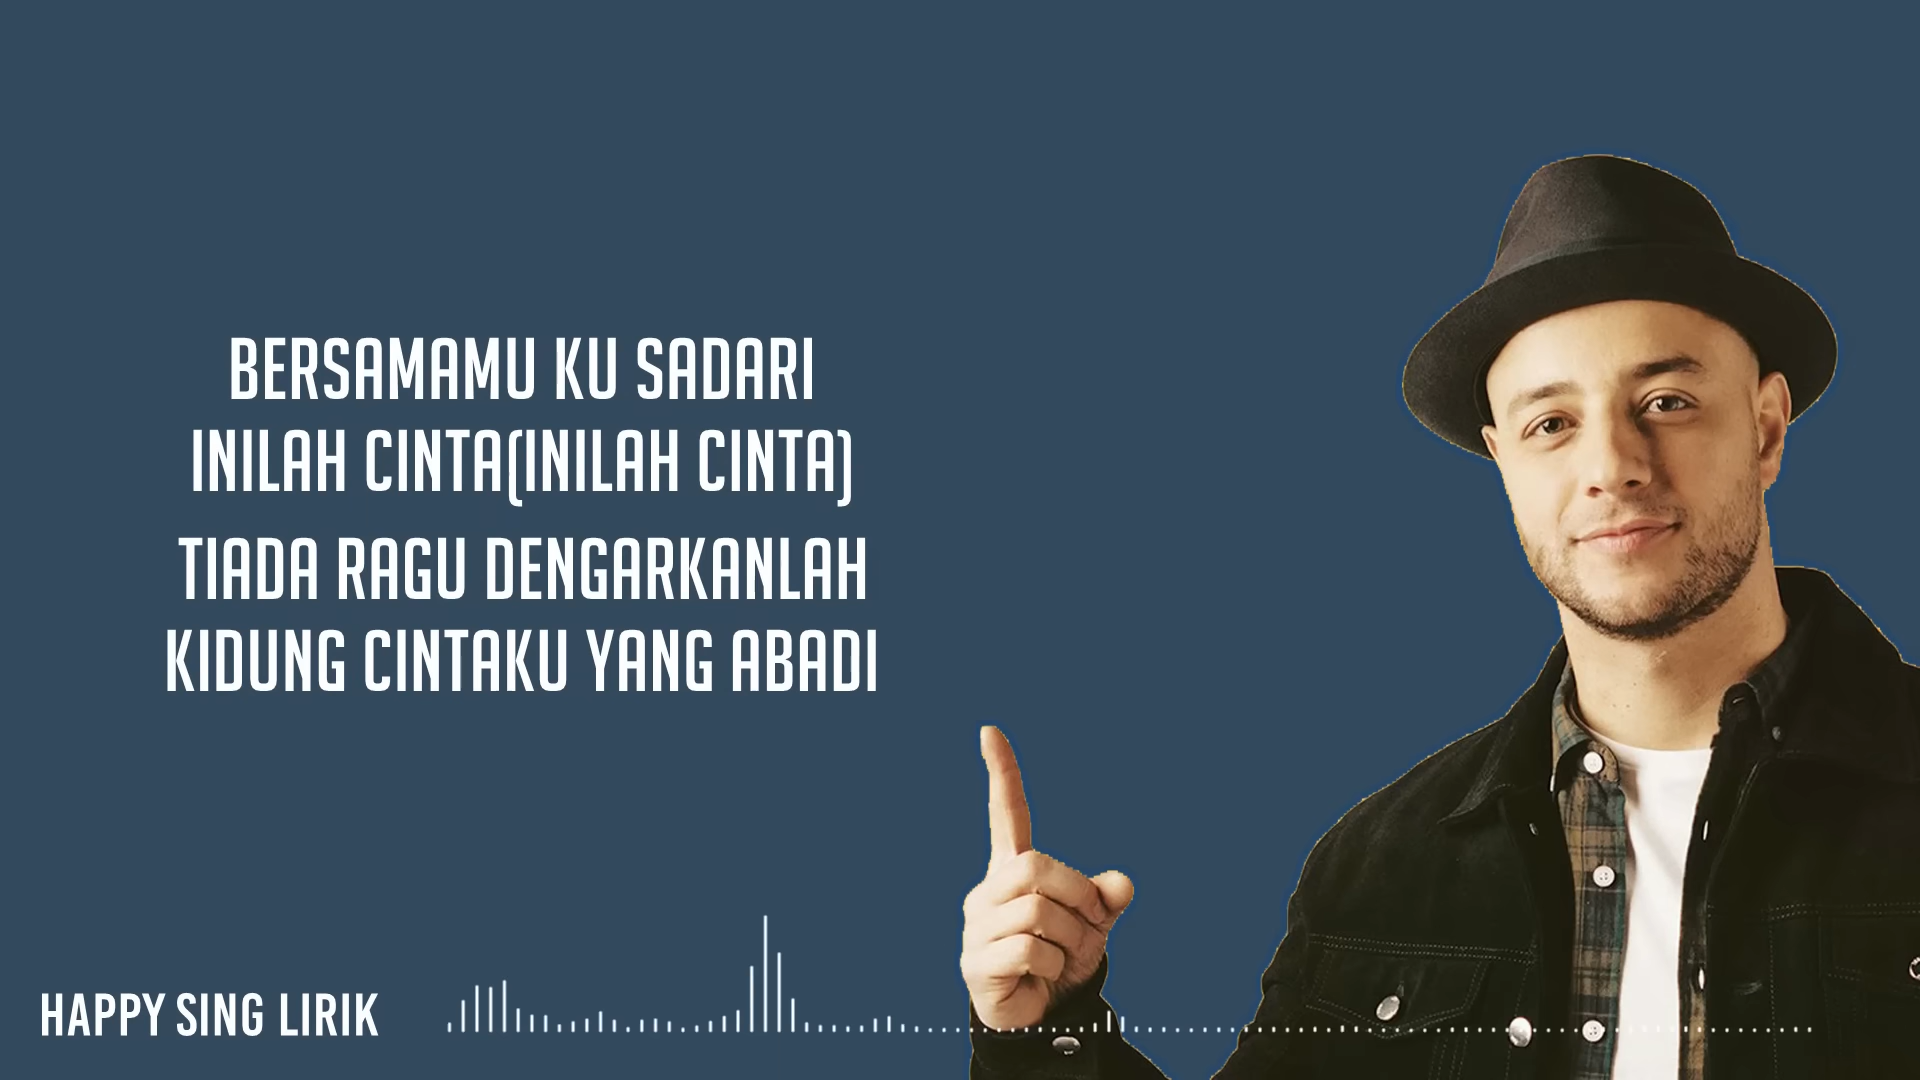 BERSAMAMU KU SADARI
INILAH CINTA(INILAH CINTA)
TIADA RAGU DENGARKANLAH
KIDUNG CINTAKU YANG ABADI
HAPPY SING LIRIK